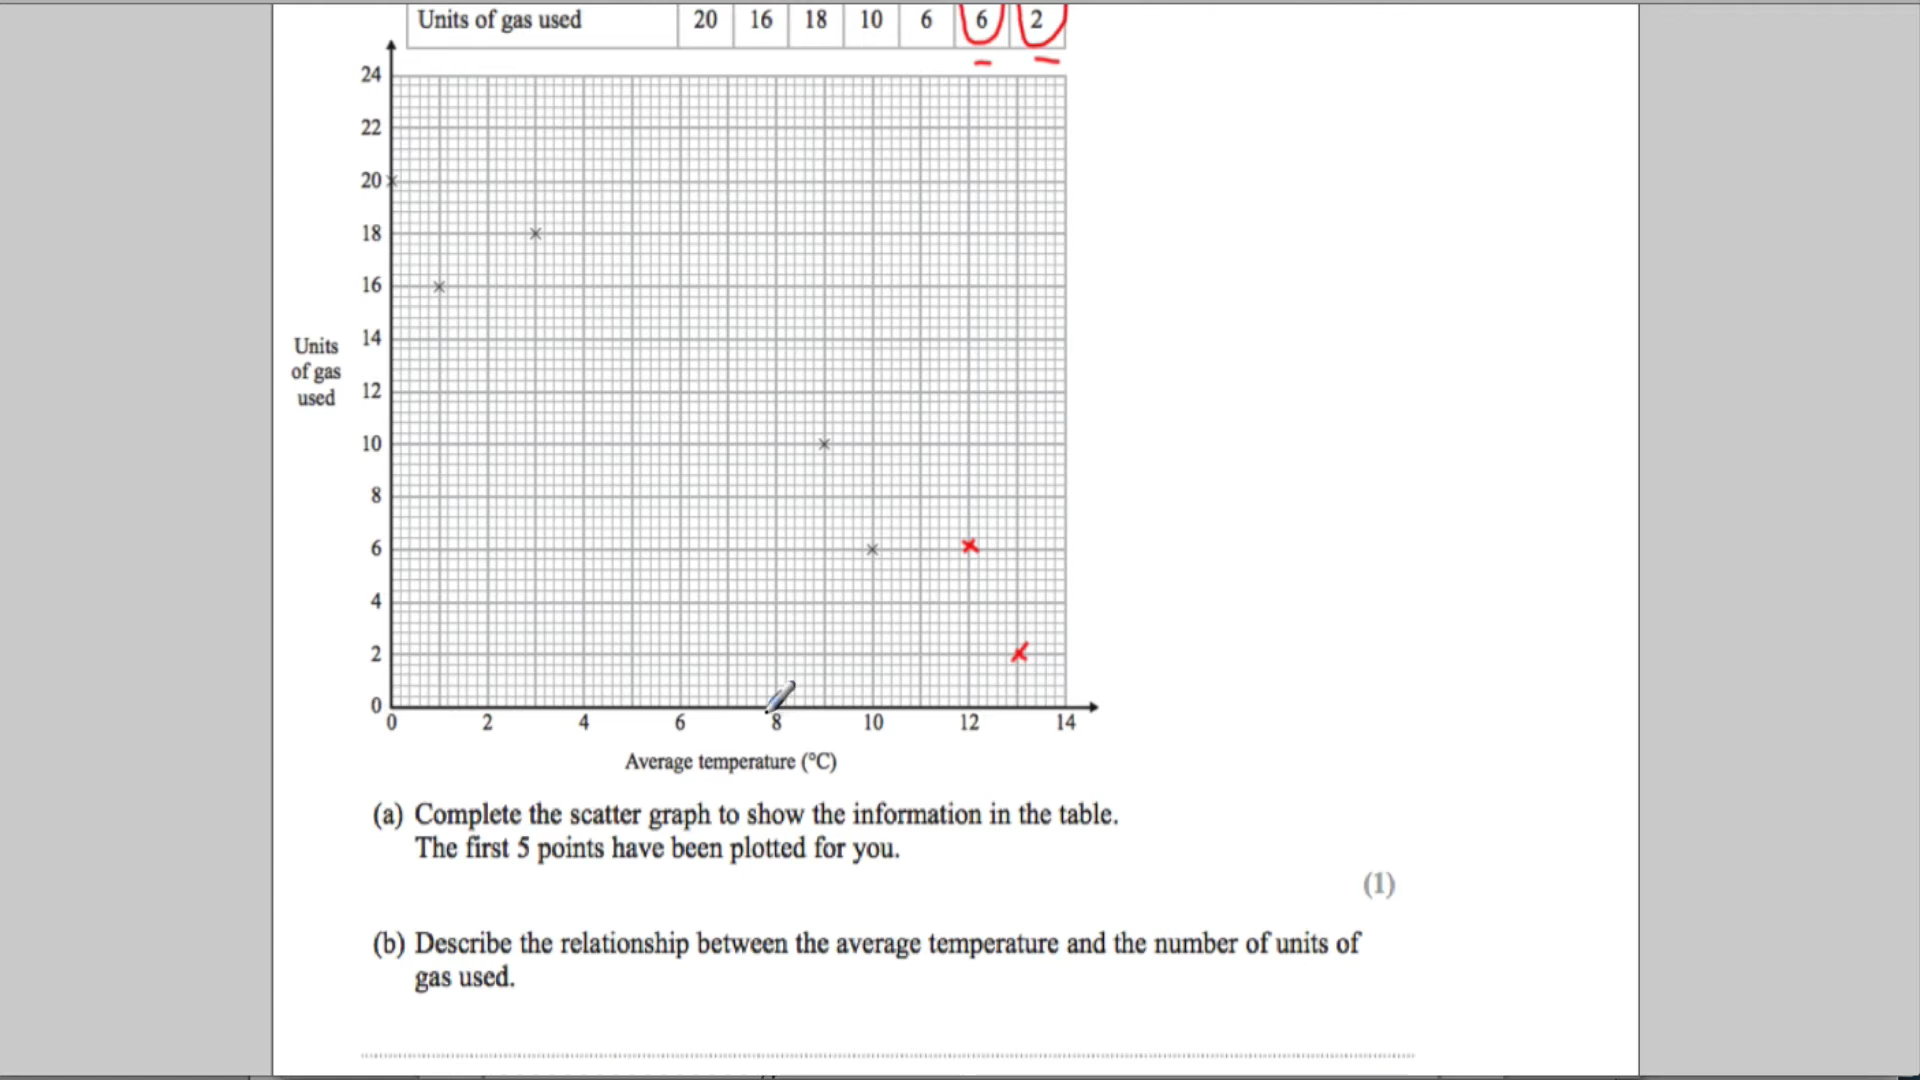 Units of gas used 20 16 18 10 6 6 2
24
22
20
18
16
14
Units
of gas
used
12
10
8
6
4
2
0
0 2 4 6 8 10 12 14
Average temperature (°C)
(a) Complete the scatter graph to show the information in the table.
The first 5 points have been plotted for you.
(1)
(b) Describe the relationship between the average temperature and the number of units of
gas used.